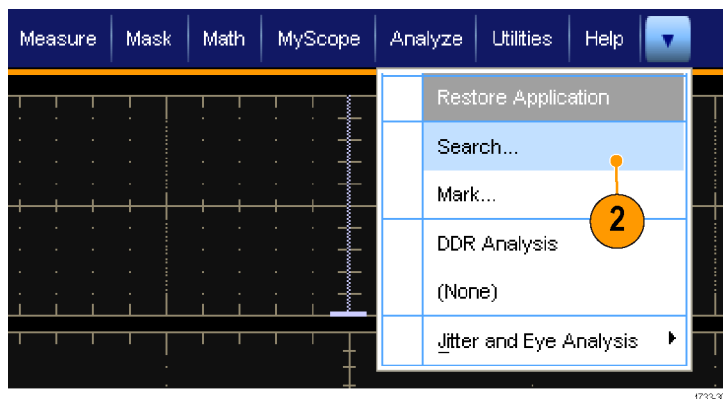 Measure Mask Math MyScope Analyze Utilities Help
Restore Application
Search...
Mark...
2
DDR Analysis
(None)
Jitter and Eye Analysis